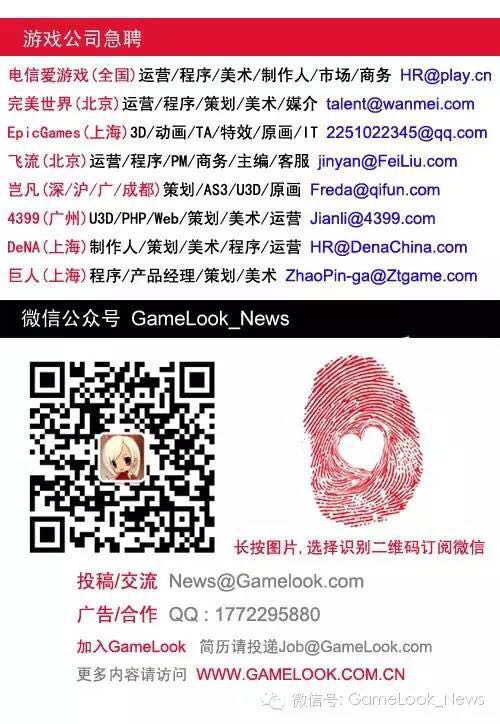 游戏公司急聘
电信爱游戏(全国)运营/程序/美术/制作人/市场/商务 HR@play.cn
完美世界(北京)运营/程序/策划/美术/媒介 talent@wanmei.com
EpicGames(上海)3D/动画/TA/特效/原画/IT 2251022345@qq.com
飞流(北京)运营/程序/PM/商务/主编/客服 jinyan@FeiLiu.com
岂凡(深/沪/广/成都)策划/AS3/U3D/原画 Freda@qifun.com
4399(广州)U3D/PHP/Web/策划/美术/运营 Jianli@4399.com
DeNA(上海)制作人/策划/美术/程序/运营 HR@DenaChina.com
巨人(上海)程序/产品经理/策划/美术 ZhaoPin-ga@Ztgame.com
微信公众号 GameLook_News
长按图片,选择识别二维码订阅微信
投稿/交流 News@Gamelook.com
广告/合作 QQ : 1772295880
加入GameLook 简历请投递Job@GameLook.com
更多内容请访问 WWW.GAMELOOK.COM.CN
微信号: GameLook_News